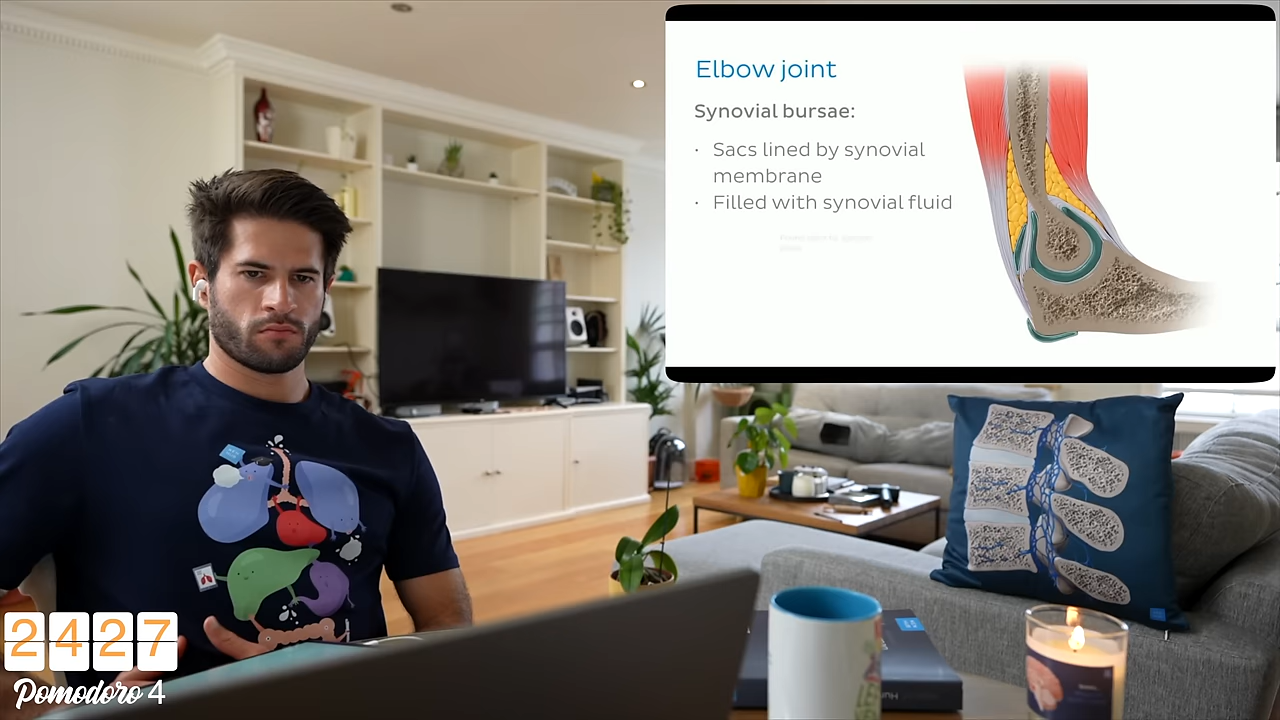 Elbow joint
Synovial bursae:
· Sacs lined by synovial
membrane
· Filled with synovial fluid
2427
Pomodoro 4